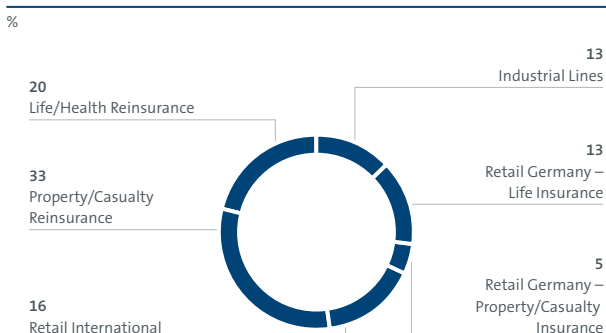 %
13
Industrial Lines
20
Life/Health Reinsurance
13
Retail Germany –
Life Insurance
33
Property/Casualty
Reinsurance
5
Retail Germany –
Property/Casualty
Insurance
16
Retail International